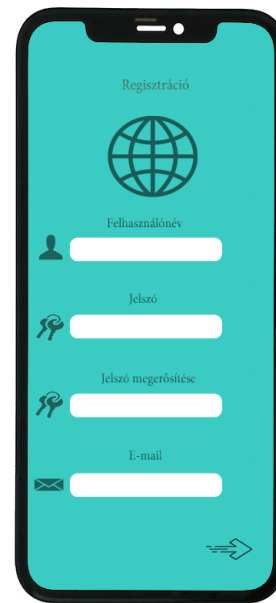 Regisztráció
Felhasználónév
Jelszó
Jelszó megerősítése
E-mail